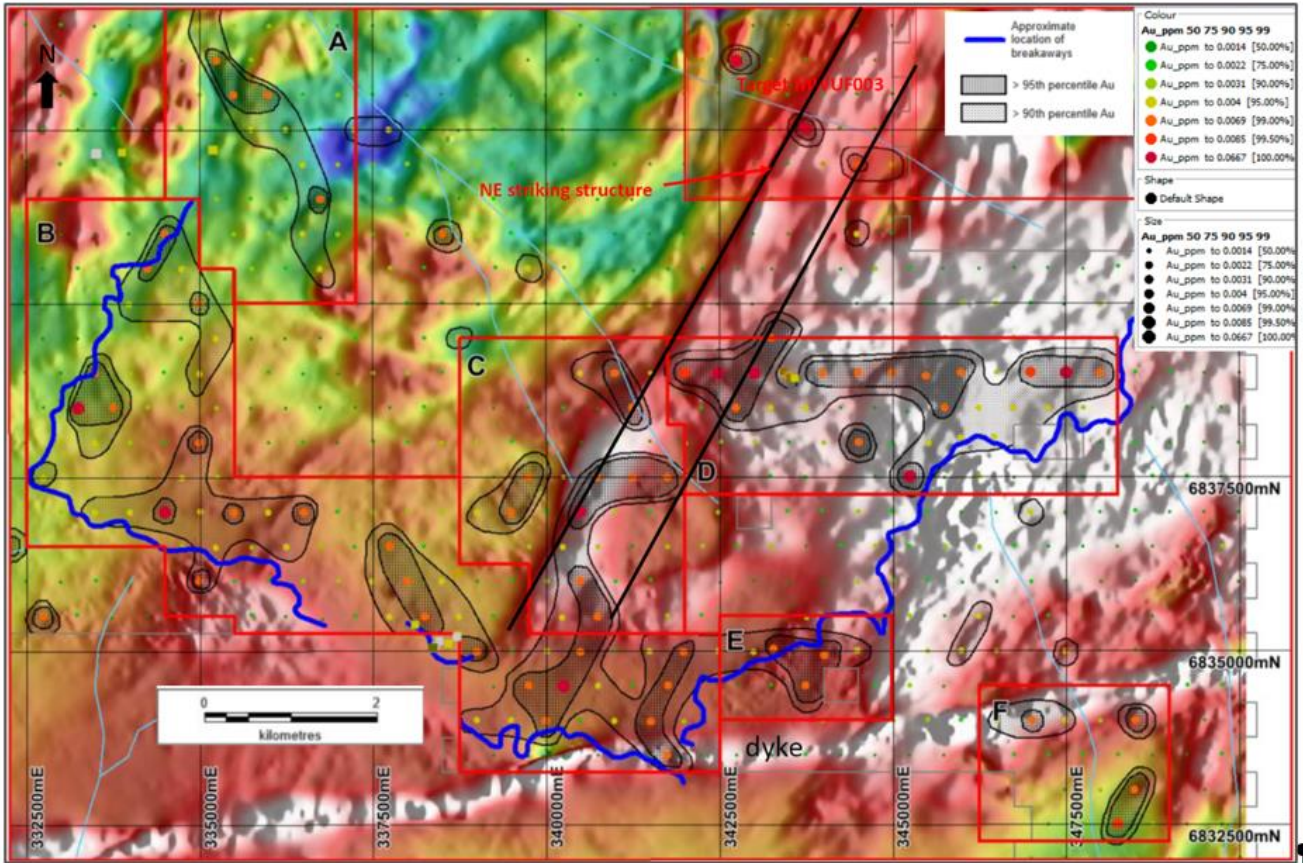 N
A
Approximate
location of
breakaways
> 95th percentile Au
> 90th percentile Au
Colour
Au_ppm 50 75 90 95 99
Au_ppm to 0.0014 [50.00%]
Au_ppm to 0.0022 [75.00%]
Au_ppm to 0.0031 [90.00%]
Au_ppm to 0.004 [95.00%]
Au_ppm to 0.0069 [99.00%]
Au_ppm to 0.0085 [99.50%]
Au_ppm to 0.0667 [100.00%]
Shape
Default Shape
Size
Au_ppm 50 75 90 95 99
Au_ppm to 0.0014 [50.00%
Au_ppm to 0.0022 [75.00%
Au_ppm to 0.0031 [90.00%
Au_ppm to 0.004 [95.00%]
Au_ppm to 0.0069 [99.00%
Au_ppm to 0.0085 [99.50%
Au_ppm to 0.0667 [100.00%
Target
NE striking structure
B
C
D
6837500mN
E
6835000mN
F
0 2
kilometres
dyke
332500mE
335000mE
337500mE
340000mE
342500mE
345000mE
347500mE
6832500mN